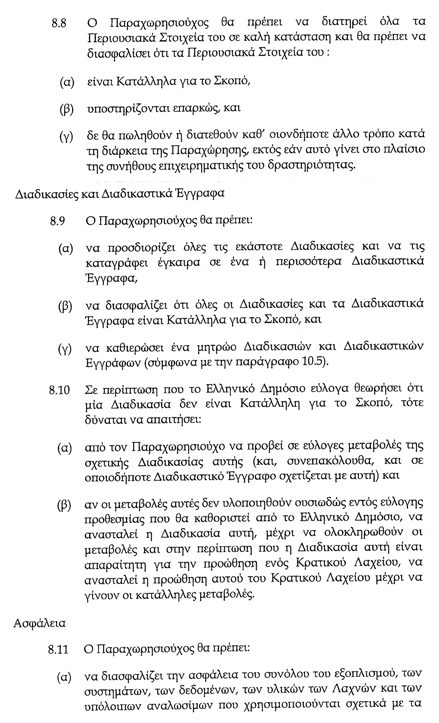 8.8 Ο Παραχωρησιούχος θα πρέπει να διατηρεί όλα τα
Περιουσιακά Στοιχεία του σε καλή κατάσταση και θα πρέπει να
διασφαλίσει ότι τα Περιουσιακά Στοιχεία του :
(α) είναι Κατάλληλα για το Σκοπό,
(β) υποστηρίζονται επαρκώς, και
(γ) δε θα πωληθούν ή διατεθούν καθ' οιονδήποτε άλλο τρόπο κατά
τη διάρκεια της Παραχώρησης, εκτός εάν αυτό γίνει στο πλαίσιο
της συνήθους επιχειρηματικής του δραστηριότητας.
Διαδικασίες και Διαδικαστικά Έγγραφα
8.9 Ο Παραχωρησιούχος θα πρέπει:
(α) να προσδιορίζει όλες τις εκάστοτε Διαδικασίες και να τις
καταγράφει έγκαιρα σε ένα ή περισσότερα Διαδικαστικά
Έγγραφα,
(β) να διασφαλίζει ότι όλες οι Διαδικασίες και τα Διαδικαστικά
Έγγραφα είναι Κατάλληλα για το Σκοπό, και
(γ) να καθιερώσει ένα μητρώο Διαδικασιών και Διαδικαστικών
Εγγράφων (σύμφωνα με την παράγραφο 10.5).
8.10 Σε περίπτωση που το Ελληνικό Δημόσιο εύλογα θεωρήσει ότι
μία Διαδικασία δεν είναι Κατάλληλη για το Σκοπό, τότε
δύναται να απαιτήσει:
(α) από τον Παραχωρησιούχο να προβεί σε εύλογες μεταβολές της
σχετικής Διαδικασίας αυτής (και, συνεπακόλουθα, και σε
οποιοδήποτε Διαδικαστικό Έγγραφο σχετίζεται με αυτή) και
(β) αν οι μεταβολές αυτές δεν υλοποιηθούν ουσιωδώς εντός εύλογης
προθεσμίας που θα καθοριστεί από το Ελληνικό Δημόσιο, να
ανασταλεί η Διαδικασία αυτή, μέχρι να ολοκληρωθούν οι
μεταβολές και στην περίπτωση που η Διαδικασία αυτή είναι
απαραίτητη για την προώθηση ενός Κρατικού Λαχείου, να
ανασταλεί η προώθηση αυτού του Κρατικού Λαχείου μέχρι να
γίνουν οι κατάλληλες μεταβολές.
Ασφάλεια
8.11 Ο Παραχωρησιούχος θα πρέπει:
(α) να διασφαλίζει την ασφάλεια του συνόλου του εξοπλισμού, των
συστημάτων, των δεδομένων, των υλικών των Λαχνών και των
υπόλοιπων αναλωσίμων που χρησιμοποιούνται σχετικά με τα